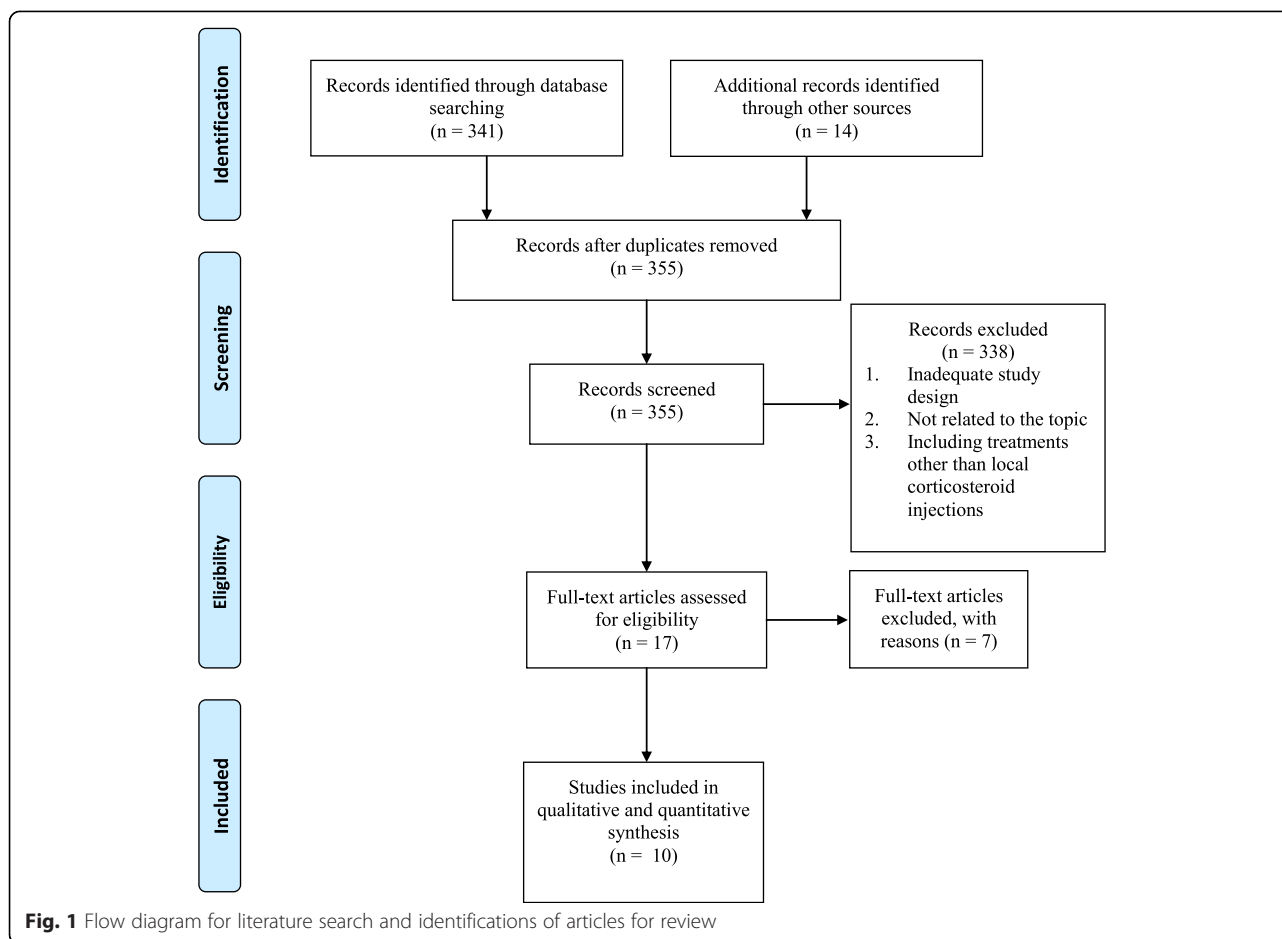 Identification
Records identified through database
searching
(n = 341)
Additional records identified
through other sources
(n = 14)
Records after duplicates removed
(n = 355)
Screening
Records screened
(n = 355)
Records excluded
(n = 338)
1. Inadequate study
design
2. Not related to the topic
3. Including treatments
other than local
corticosteroid
injections
Eligibility
Full-text articles assessed
for eligibility
(n = 17)
Full-text articles
excluded, with
reasons (n = 7)
Included
Studies included in
qualitative and quantitative
synthesis
(n = 10)
Fig. 1 Flow diagram for literature search and identifications of articles for review